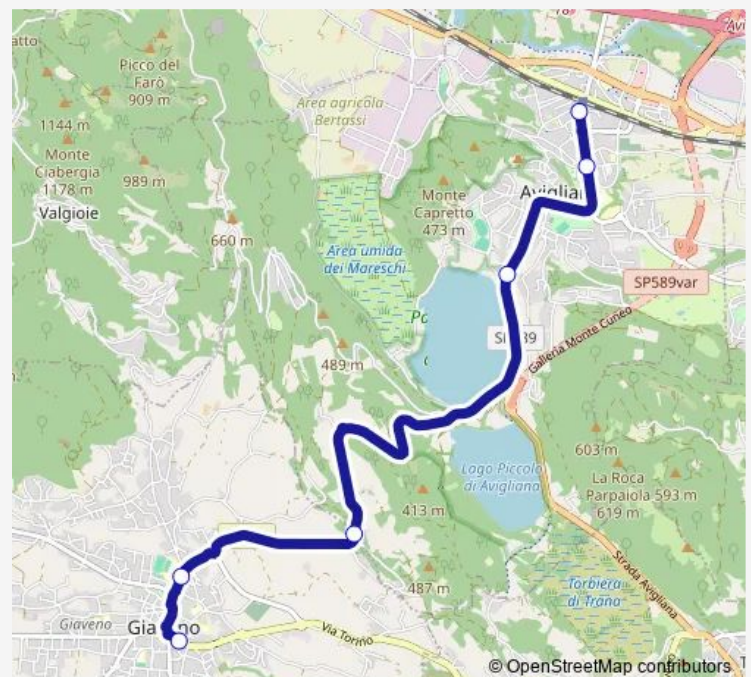 78
Picco del
Farò
909 m
Area agricola
Bertassi
1144 m
Monte
Ciabergia
1178 m
989 m
Valgioie
Monte
Capretto
473 m
660 m
Area umida
dei Mareschi
SP589var
489 m
Galleria Monte Cuneo
Lago Piccolo
di Avigliana
603 m
La Roca
Parpaiola 593 m
619 m
413 m
487 m
Torbiera
di Trana
Strada Avigliana
Giaveno
Via Torino
© OpenStreetMap contributors